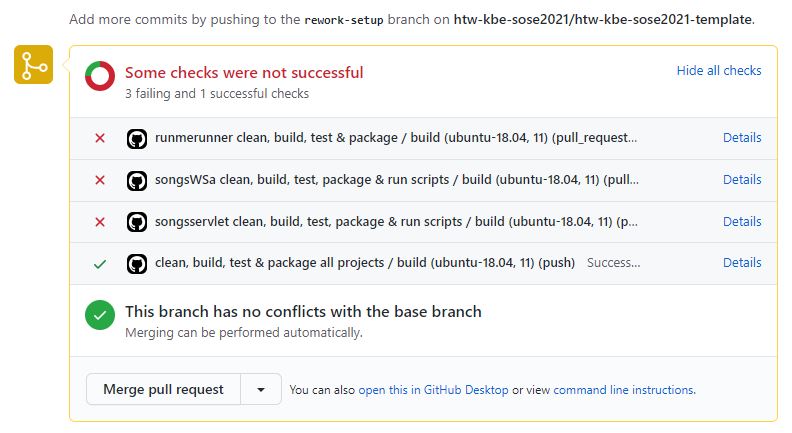 Add more commits by pushing to the rework-setup branch on htw-kbe-sose2021/htw-kbe-sose2021-template.
Some checks were not successful
Hide all checks
3 failing and 1 successful checks
runmerunner clean, build, test & package / build (ubuntu-18.04, 11) (pull_request...
Details
songsWSa clean, build, test, package & run scripts / build (ubuntu-18.04, 11) (pull...
Details
songsservlet clean, build, test, package & run scripts / build (ubuntu-18.04, 11) (p...
Details
clean, build, test & package all projects / build (ubuntu-18.04, 11) (push) Success...
Details
This branch has no conflicts with the base branch
Merging can be performed automatically.
Merge pull request
You can also open this in GitHub Desktop or view command line instructions.